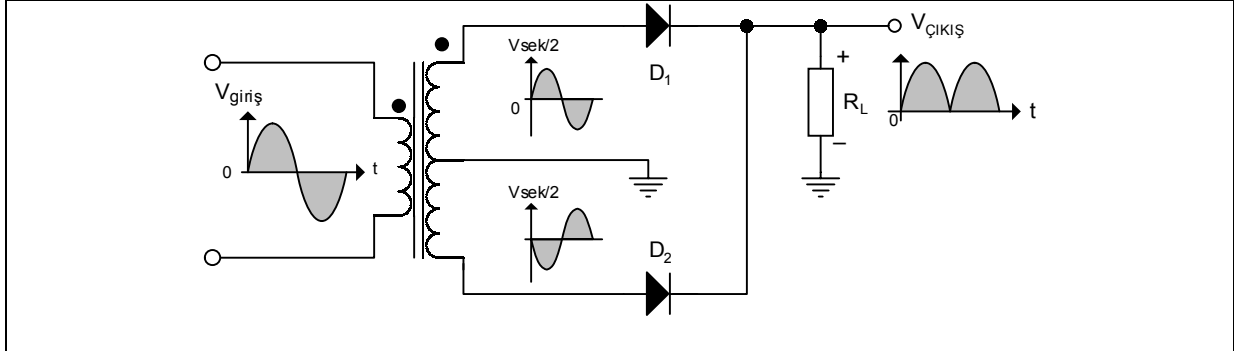 Vsek/2
0
D1
VÇIKIŞ
+
RL
−
0
t
Vgiriş
0
t
Vsek/2
D2